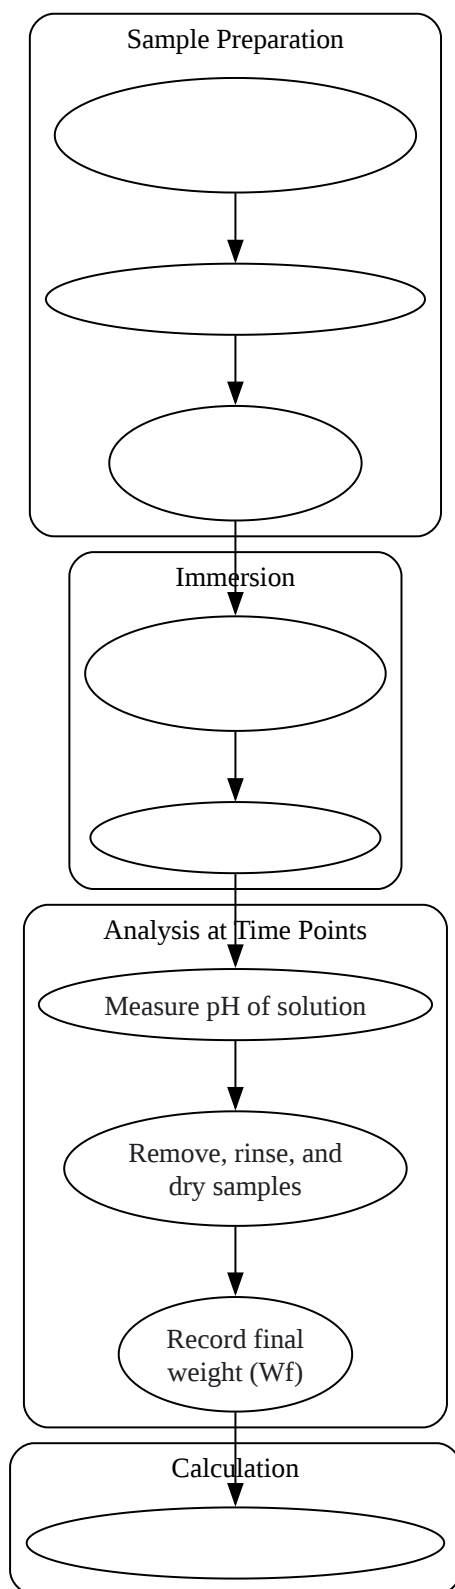 Sample Preparation
Immersion
Analysis at Time Points
Measure pH of solution
Remove, rinse, and
dry samples
Record final
weight (Wf)
Calculation